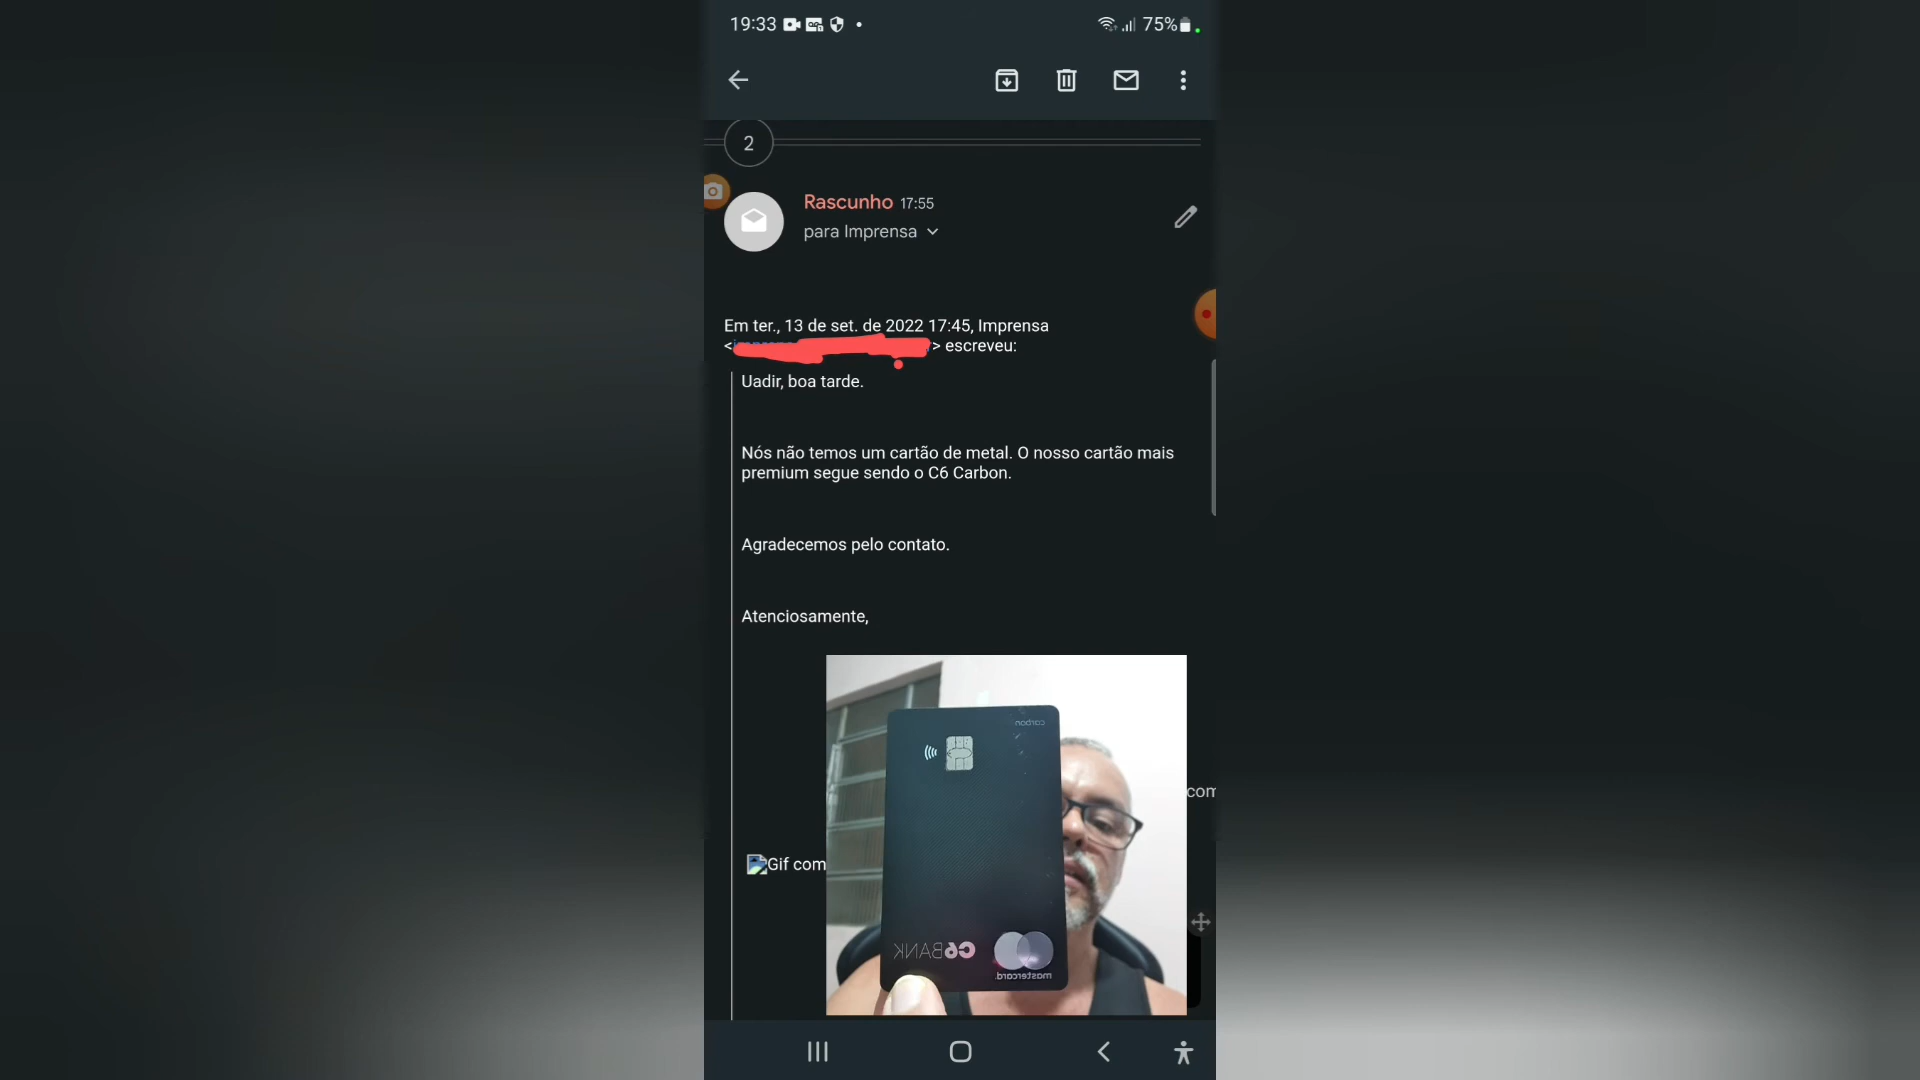 19:33 75%
2
Rascunho 17:55
para Imprensa
Em ter., 13 de set. de 2022 17:45, Imprensa
< > escreveu:
Uadir, boa tarde.
Nós não temos um cartão de metal. O nosso cartão mais
premium segue sendo o C6 Carbon.
Agradecemos pelo contato.
Atenciosamente,
carbon
com
Gif com
C6BANK
mastercard.